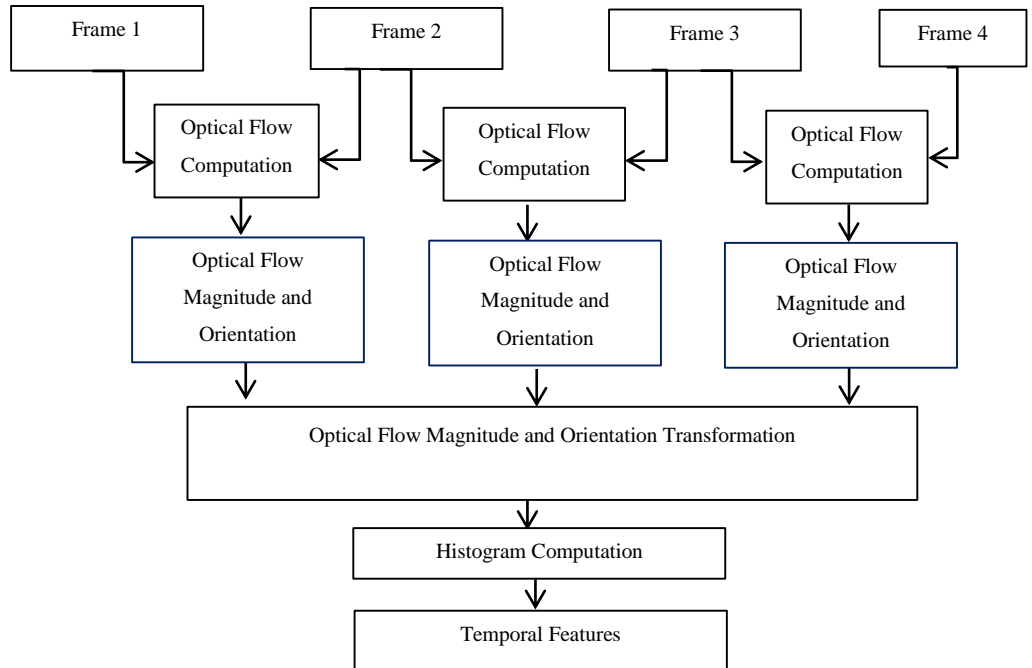 Frame 1
Frame 2
Frame 3
Frame 4
Optical Flow
Computation
Optical Flow
Computation
Optical Flow
Computation
Optical Flow
Magnitude and
Orientation
Optical Flow
Magnitude and
Orientation
Optical Flow
Magnitude and
Orientation
Optical Flow Magnitude and Orientation Transformation
Histogram Computation
Temporal Features